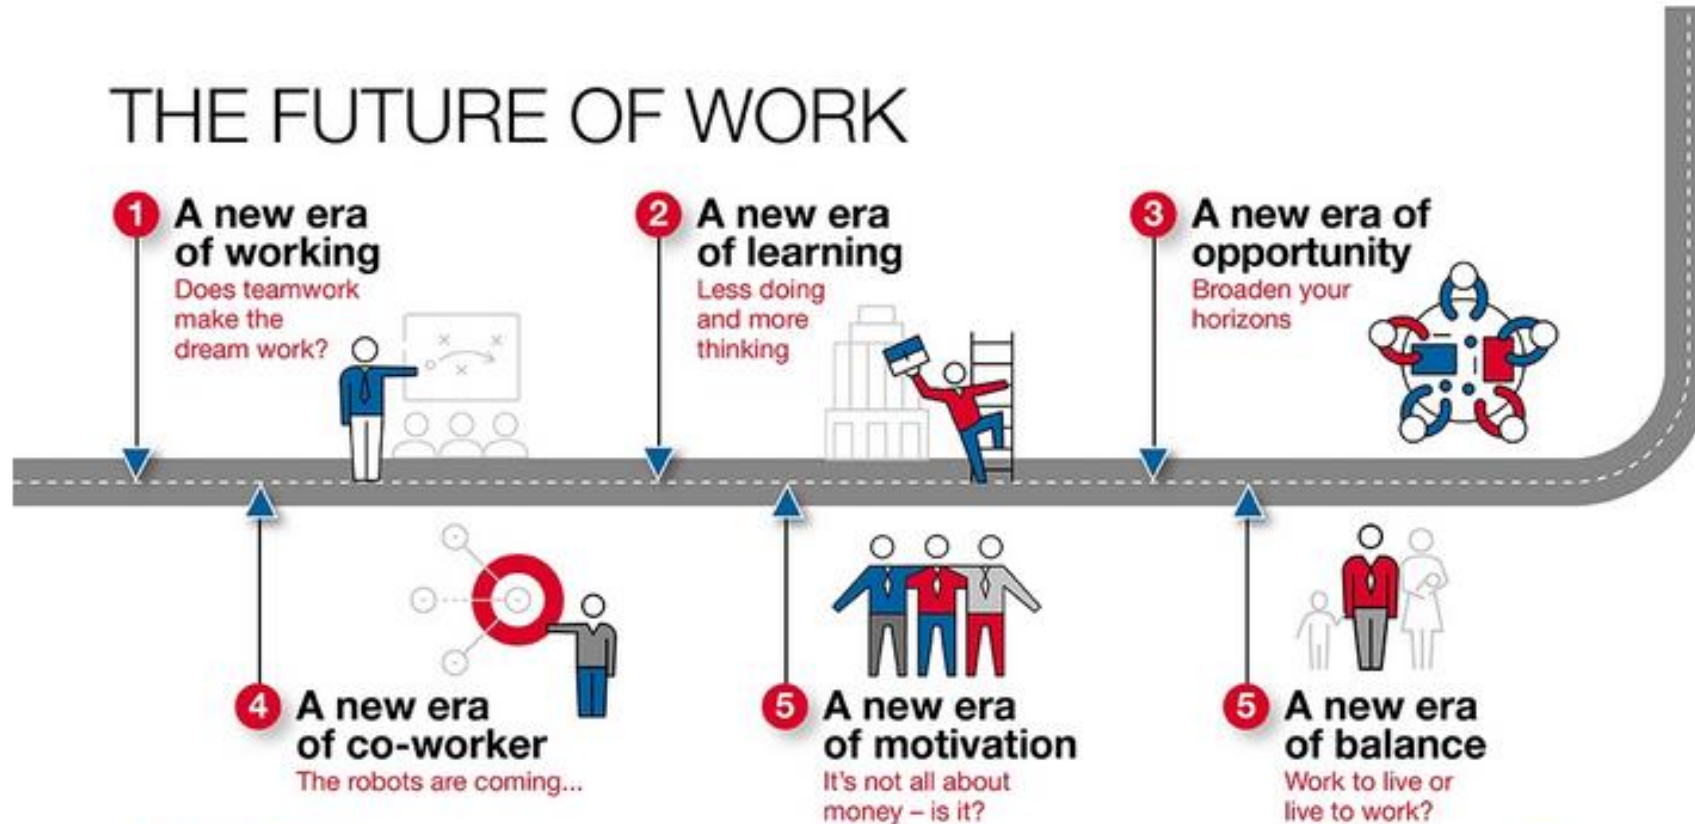 THE FUTURE OF WORK
1
A new era
of working
Does teamwork
make the
dream work?
2
A new era
of learning
Less doing
and more
thinking
3
A new era of
opportunity
Broaden your
horizons
4
A new era
of co-worker
The robots are coming...
5
A new era
of motivation
It's not all about
money – is it?
5
A new era
of balance
Work to live or
live to work?